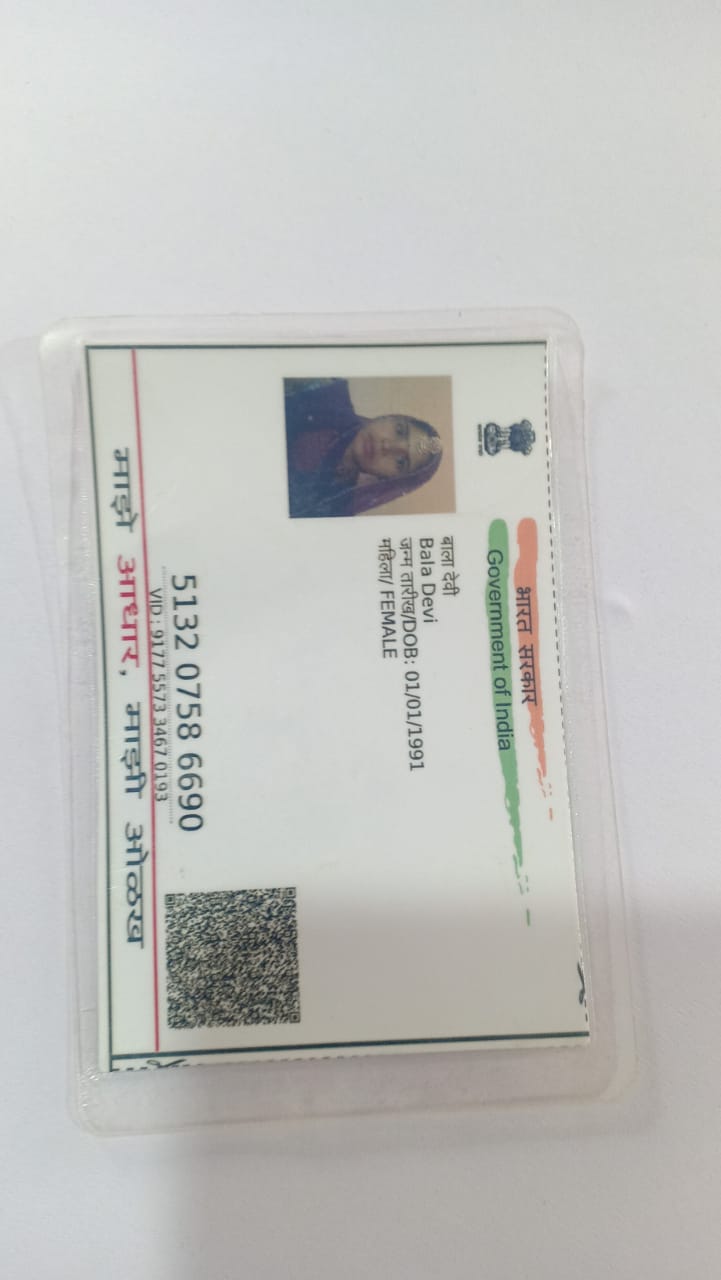 भारत सरकार
Government of India
बाला देवी
Bala Devi
जन्म तारीख/DOB: 01/01/1991
महिला/ FEMALE
5132 0758 6690
VID : 9177 5573 3467 0193
माझे आधार, माझी ओळख